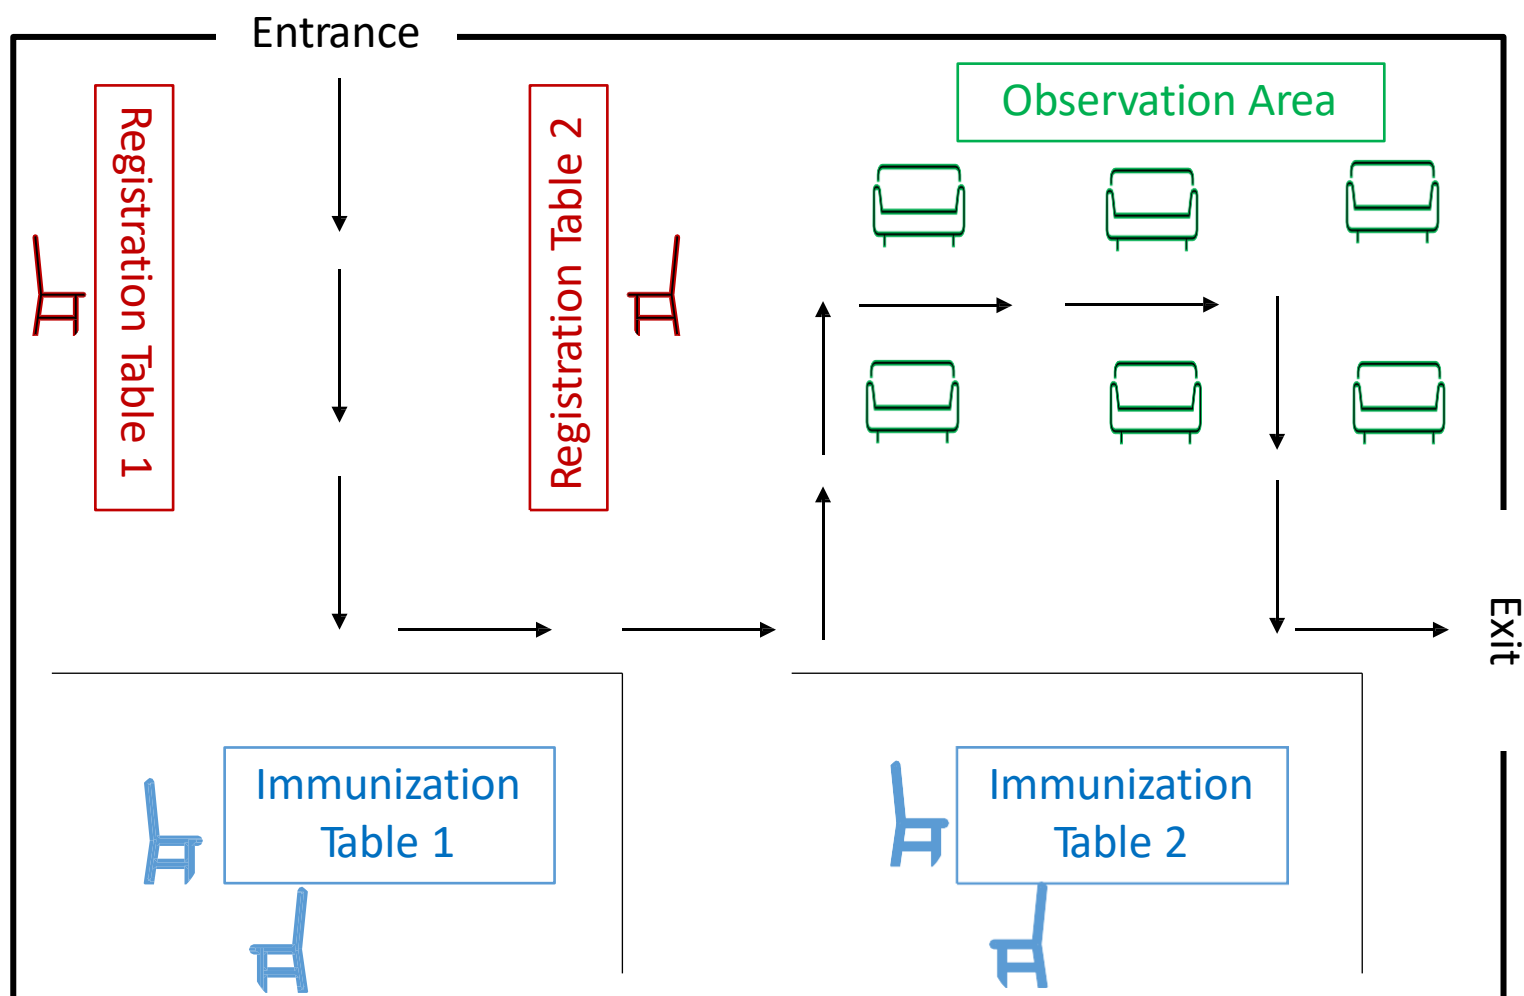 Entrance
Registration Table 1
Registration Table 2
Observation Area
Exit
Immunization
Table 1
Immunization
Table 2